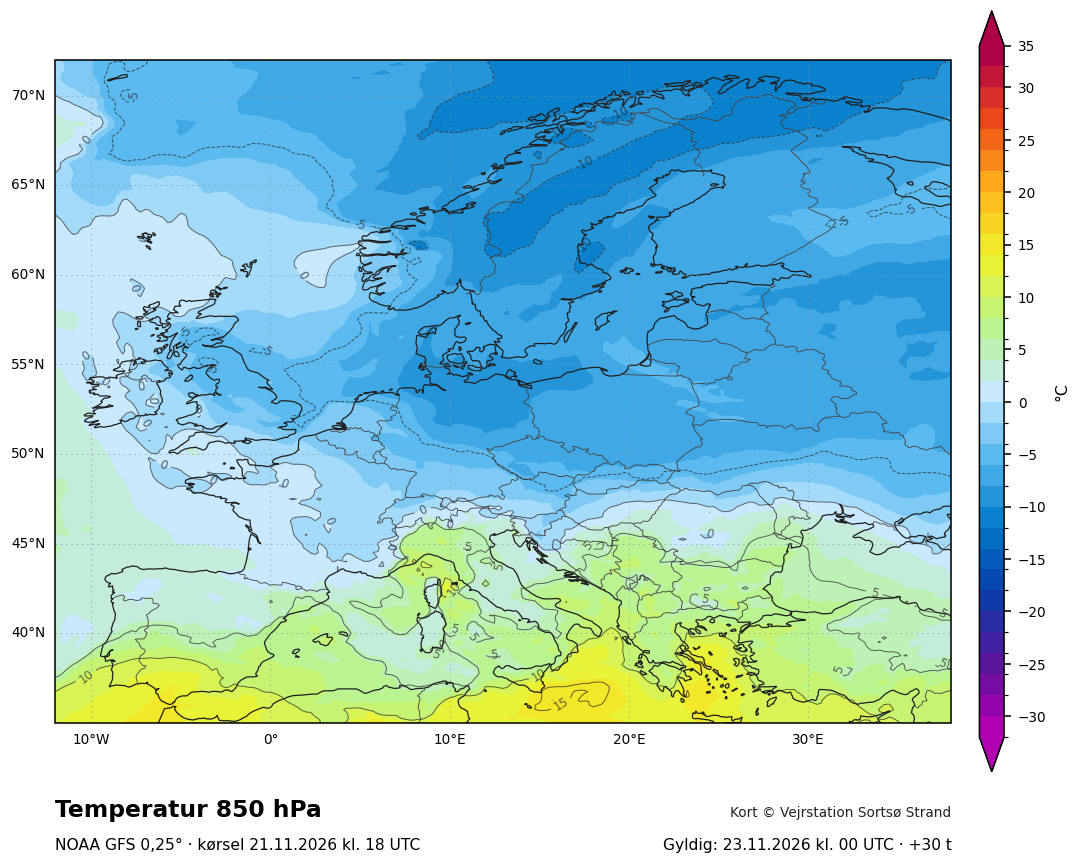 70°N
65°N
60°N
55°N
50°N
45°N
40°N
10°W 0° 10°E 20°E 30°E
35
30
25
20
15
10
5
0
−5
−10
−15
−20
−25
−30
°C
Temperatur 850 hPa
Kort © Vejrstation Sortsø Strand
NOAA GFS 0,25° · kørsel 21.11.2026 kl. 18 UTC
Gyldig: 23.11.2026 kl. 00 UTC · +30 t